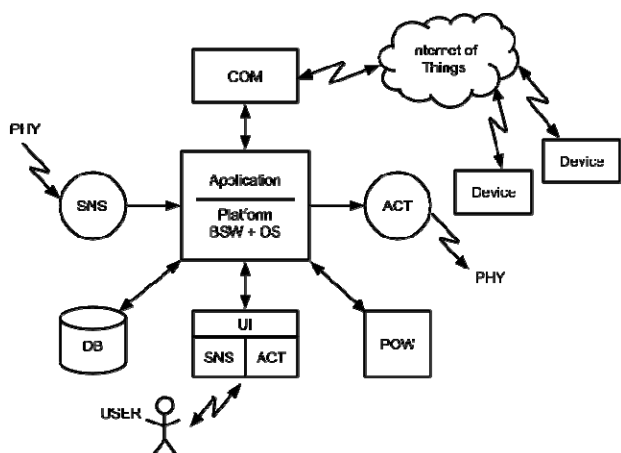 Internet of
Things
COM
PHY
Device
Application
Device
SNS
Platform
BSW + OS
ACT
PHY
UI
DB
SNS
ACT
POW
USER